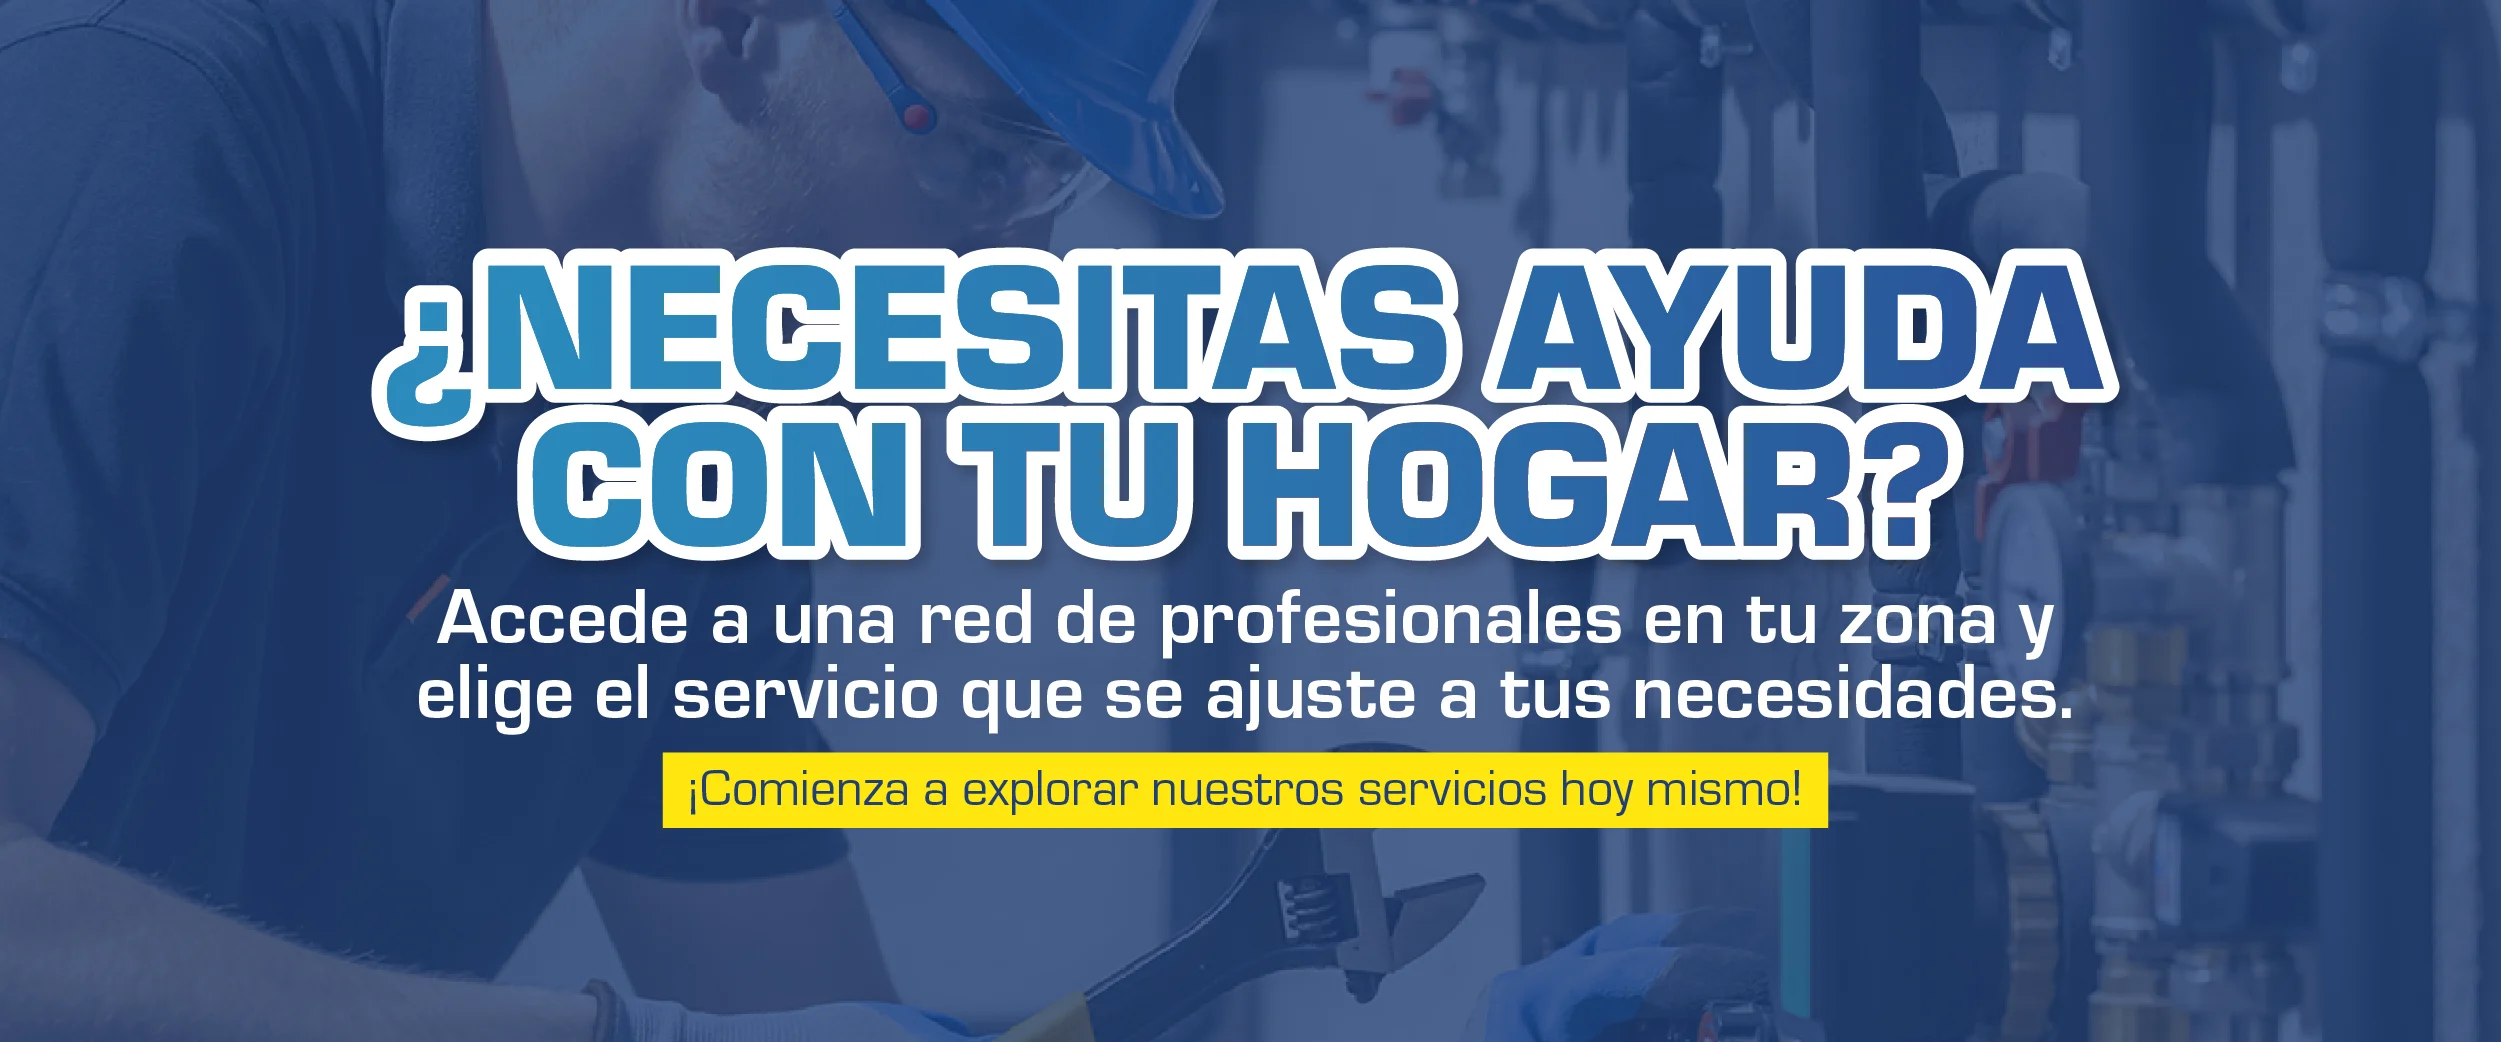 ¿NECESITAS AYUDA
CON TU HOGAR?
Accede a una red de profesionales en tu zona y
elige el servicio que se ajuste a tus necesidades.
¡Comienza a explorar nuestros servicios hoy mismo!